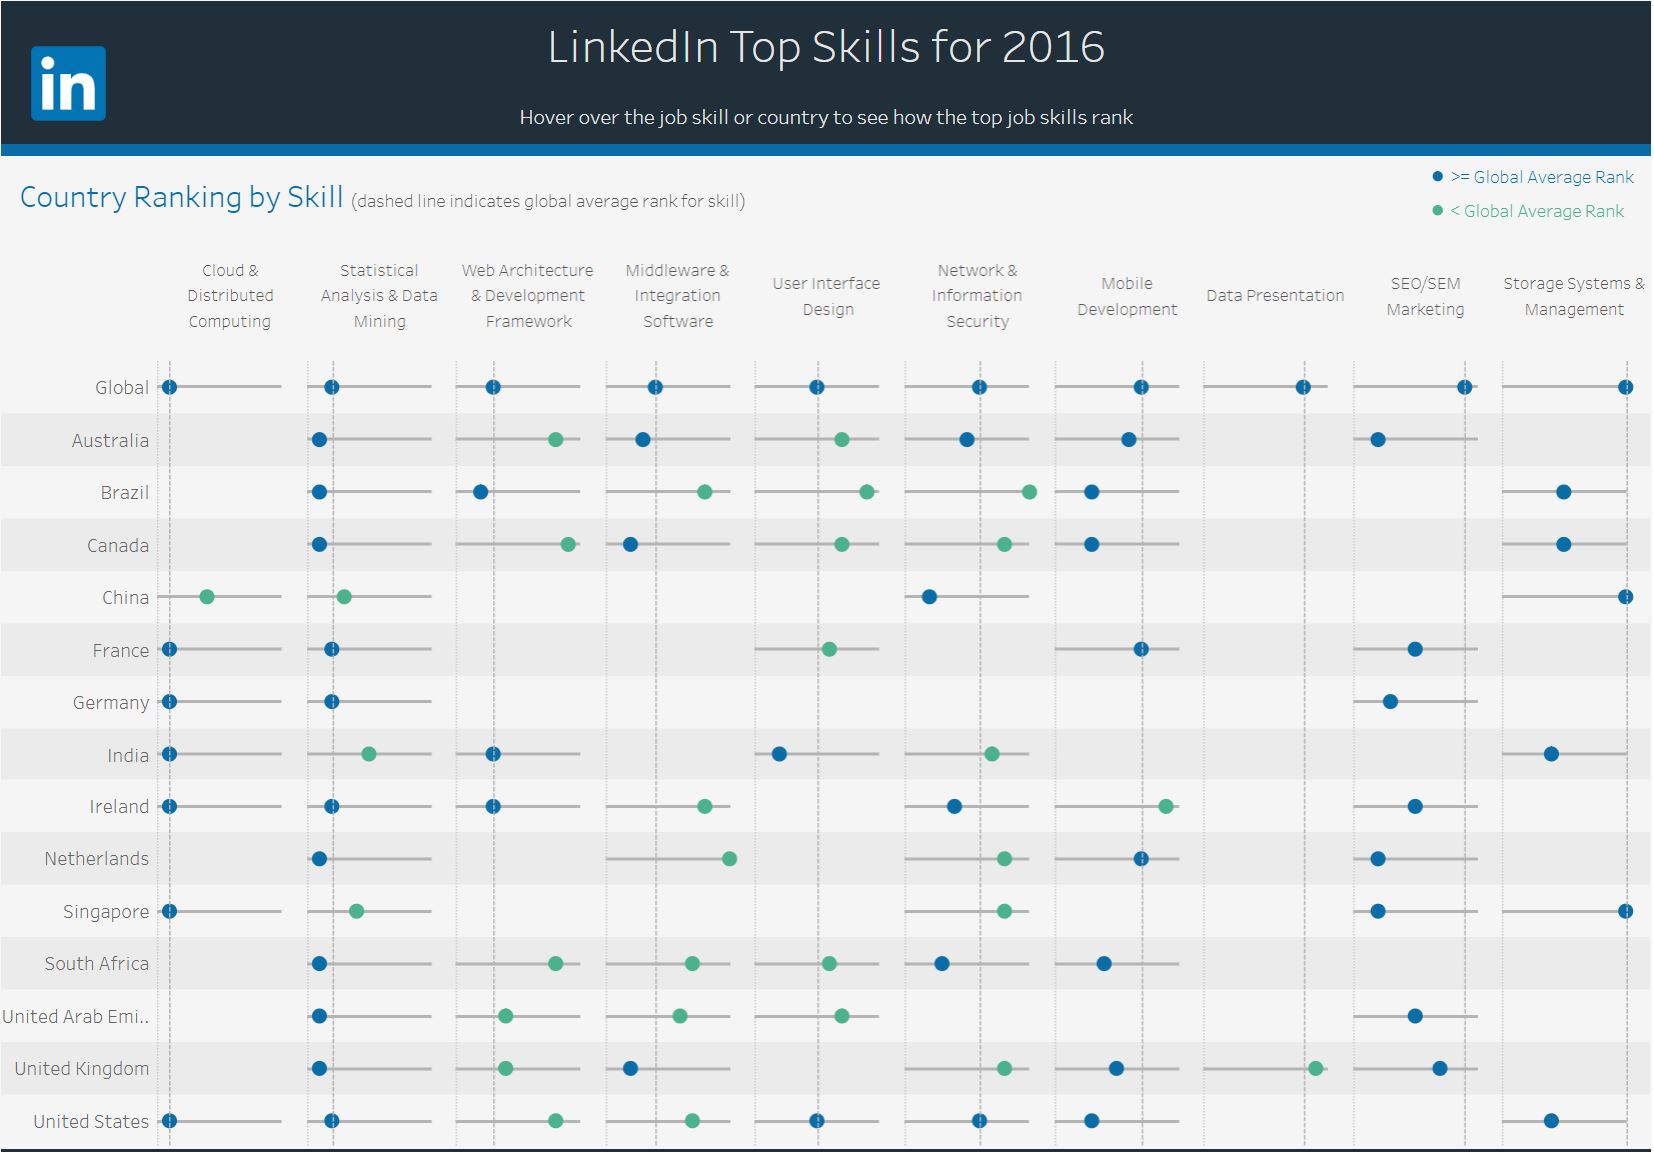 LinkedIn Top Skills for 2016
in
Hover over the job skill or country to see how the top job skills rank
Country Ranking by Skill (dashed line indicates global average rank for skill)
>= Global Average Rank
< Global Average Rank
Cloud &
Distributed
Computing
Statistical
Analysis & Data
Mining
Web Architecture
& Development
Framework
Middleware &
Integration
Software
User Interface
Design
Network &
Information
Security
Mobile
Development
Data Presentation
SEO/SEM
Marketing
Storage Systems &
Management
Global
Australia
Brazil
Canada
China
France
Germany
India
Ireland
Netherlands
Singapore
South Africa
United Arab Emi..
United Kingdom
United States